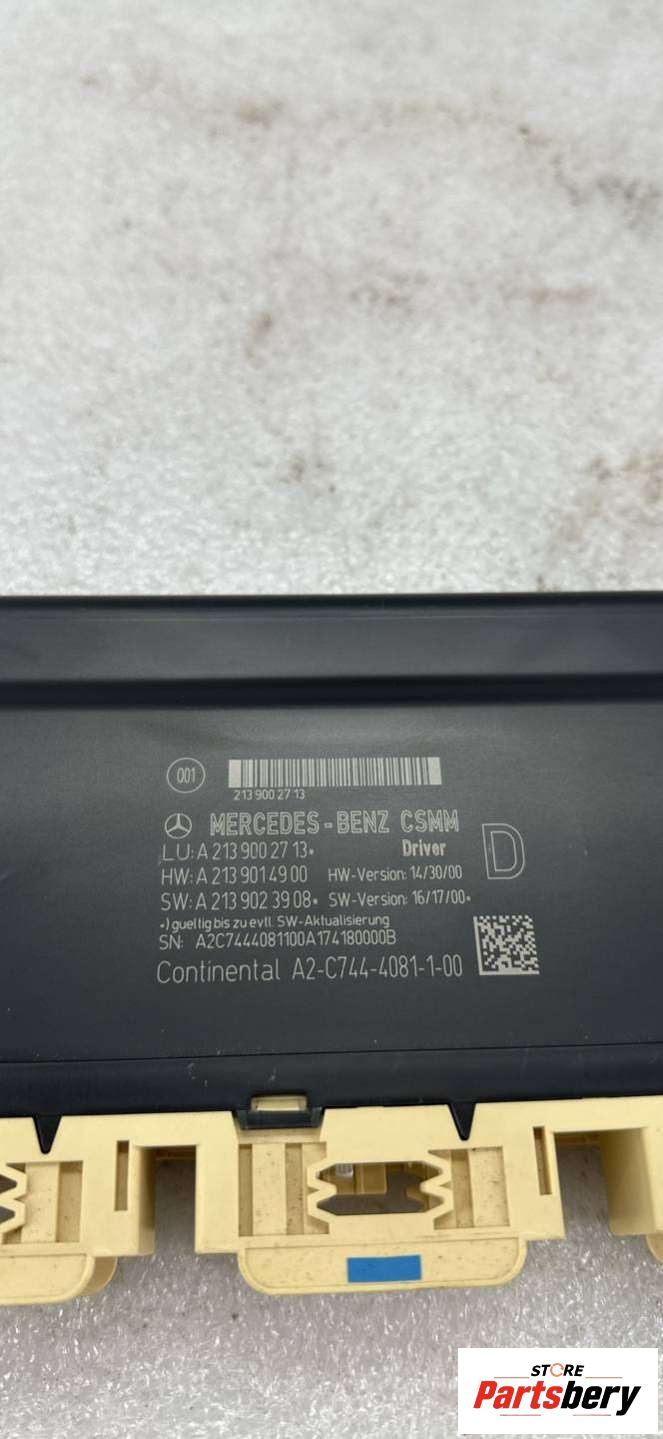 001
213 900 27 13
MERCEDES-BENZ CSMM
LU: A 213 900 27 13* Driver
D
HW: A 213 901 49 00 HW-Version: 14/30/00
SW: A 213 902 39 08* SW-Version: 16/17/00*
*) gueltig bis zu evtl. SW-Aktualisierung
SN: A2C7444081100A174180000B
Continental A2-C744-4081-1-00
STORE
Partsbery